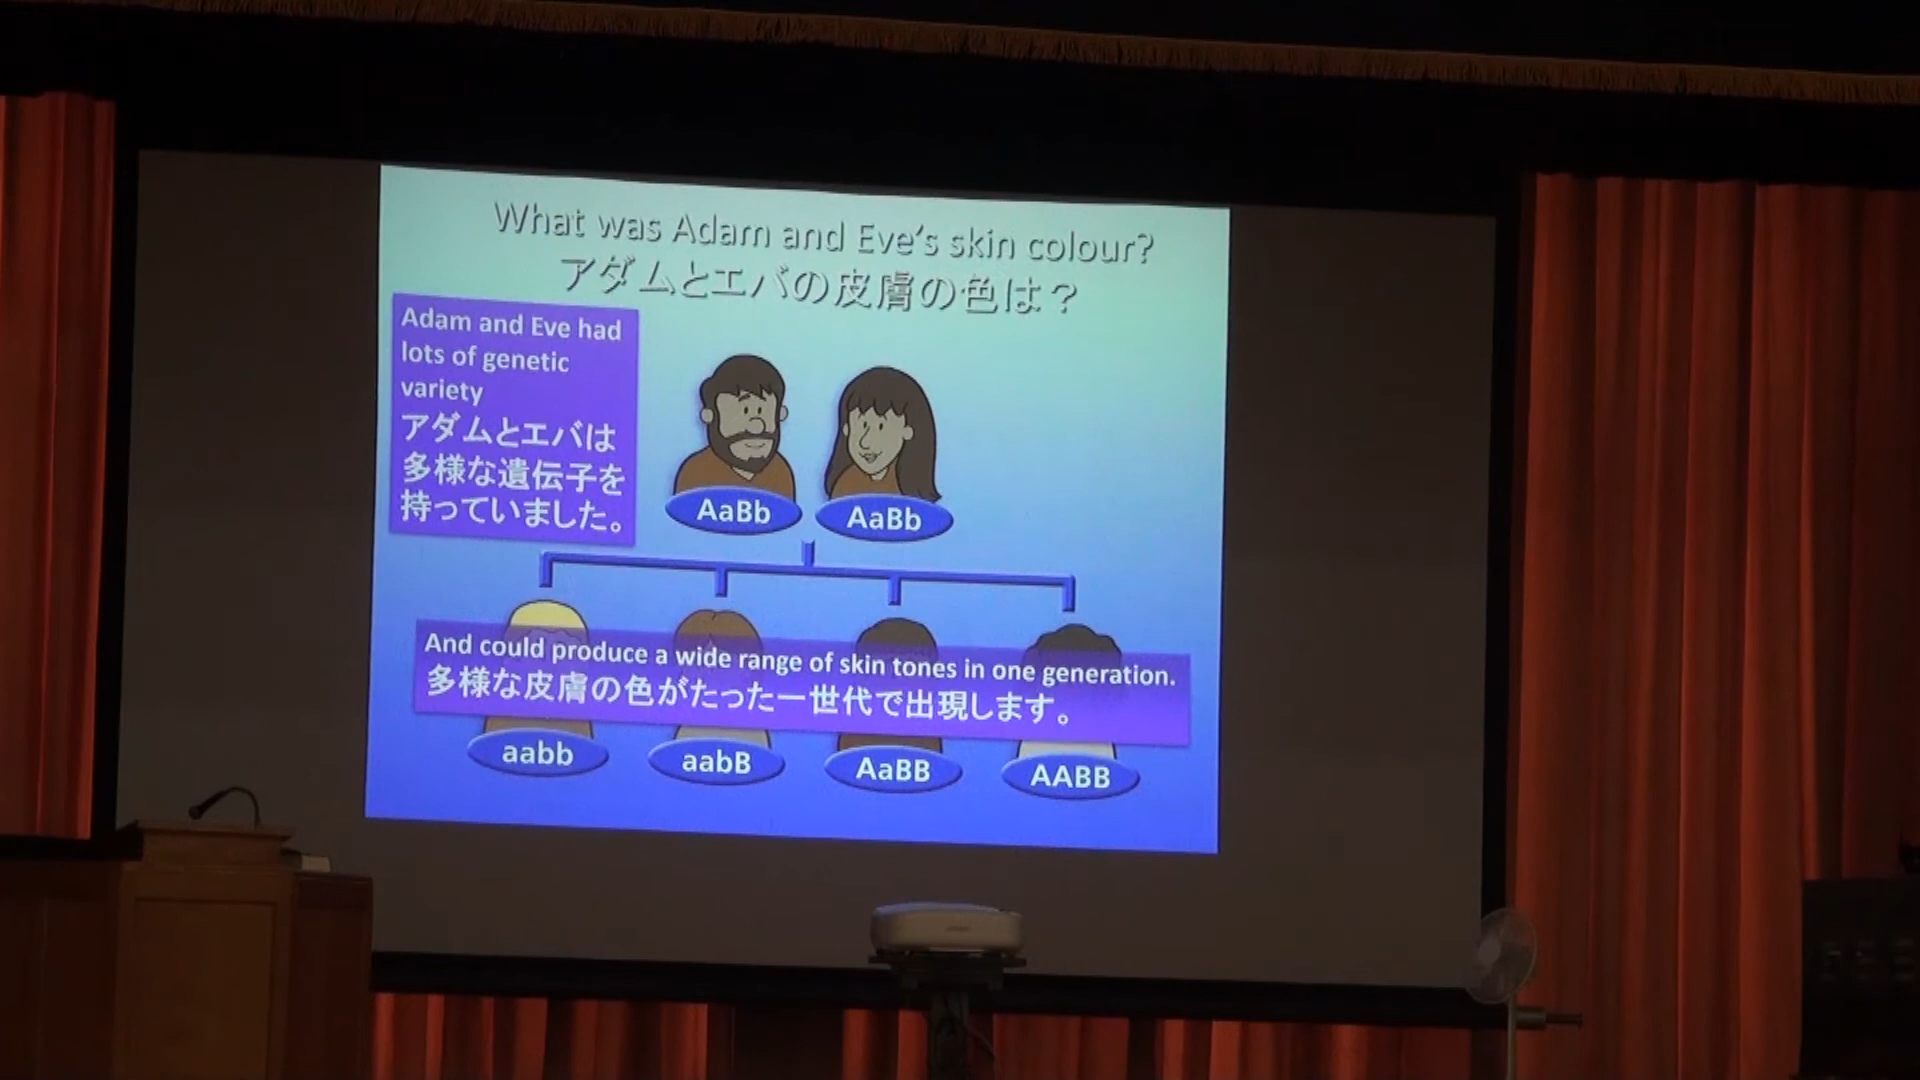 What was Adam and Eve's skin colour?
アダムとエバの皮膚の色は？
Adam and Eve had
lots of genetic
variety
アダムとエバは
多様な遺伝子を
持っていました。
AaBb
AaBb
And could produce a wide range of skin tones in one generation.
多様な皮膚の色がたった一世代で出現します。
aabb
aabB
AaBB
AABB